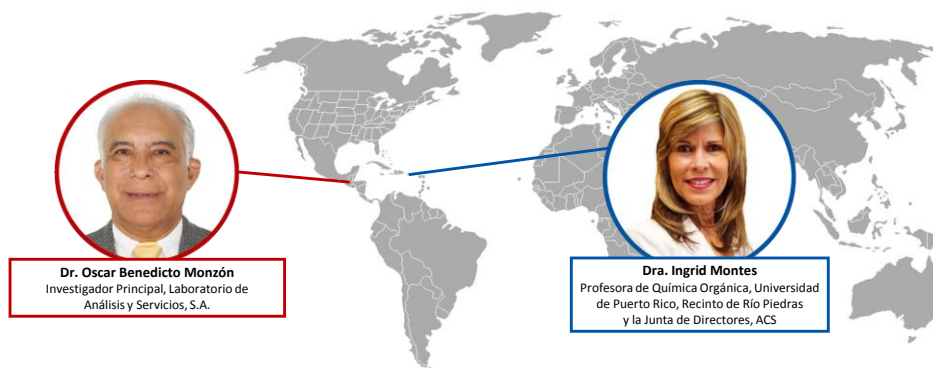 Dr. Oscar Benedicto Monzón
Investigador Principal, Laboratorio de
Análisis y Servicios, S.A.
Dra. Ingrid Montes
Profesora de Química Orgánica, Universidad
de Puerto Rico, Recinto de Río Piedras
y la Junta de Directores, ACS